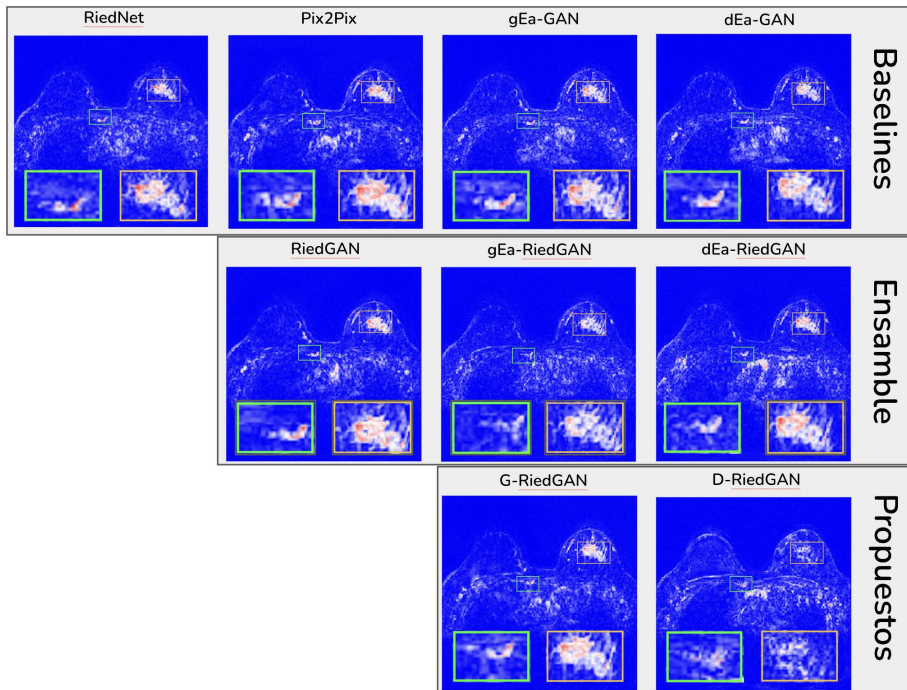 RiedNet
Pix2Pix
gEa-GAN
dEa-GAN
Baselines
RiedGAN
gEa-RiedGAN
dEa-RiedGAN
Ensamble
G-RiedGAN
D-RiedGAN
Propuestos